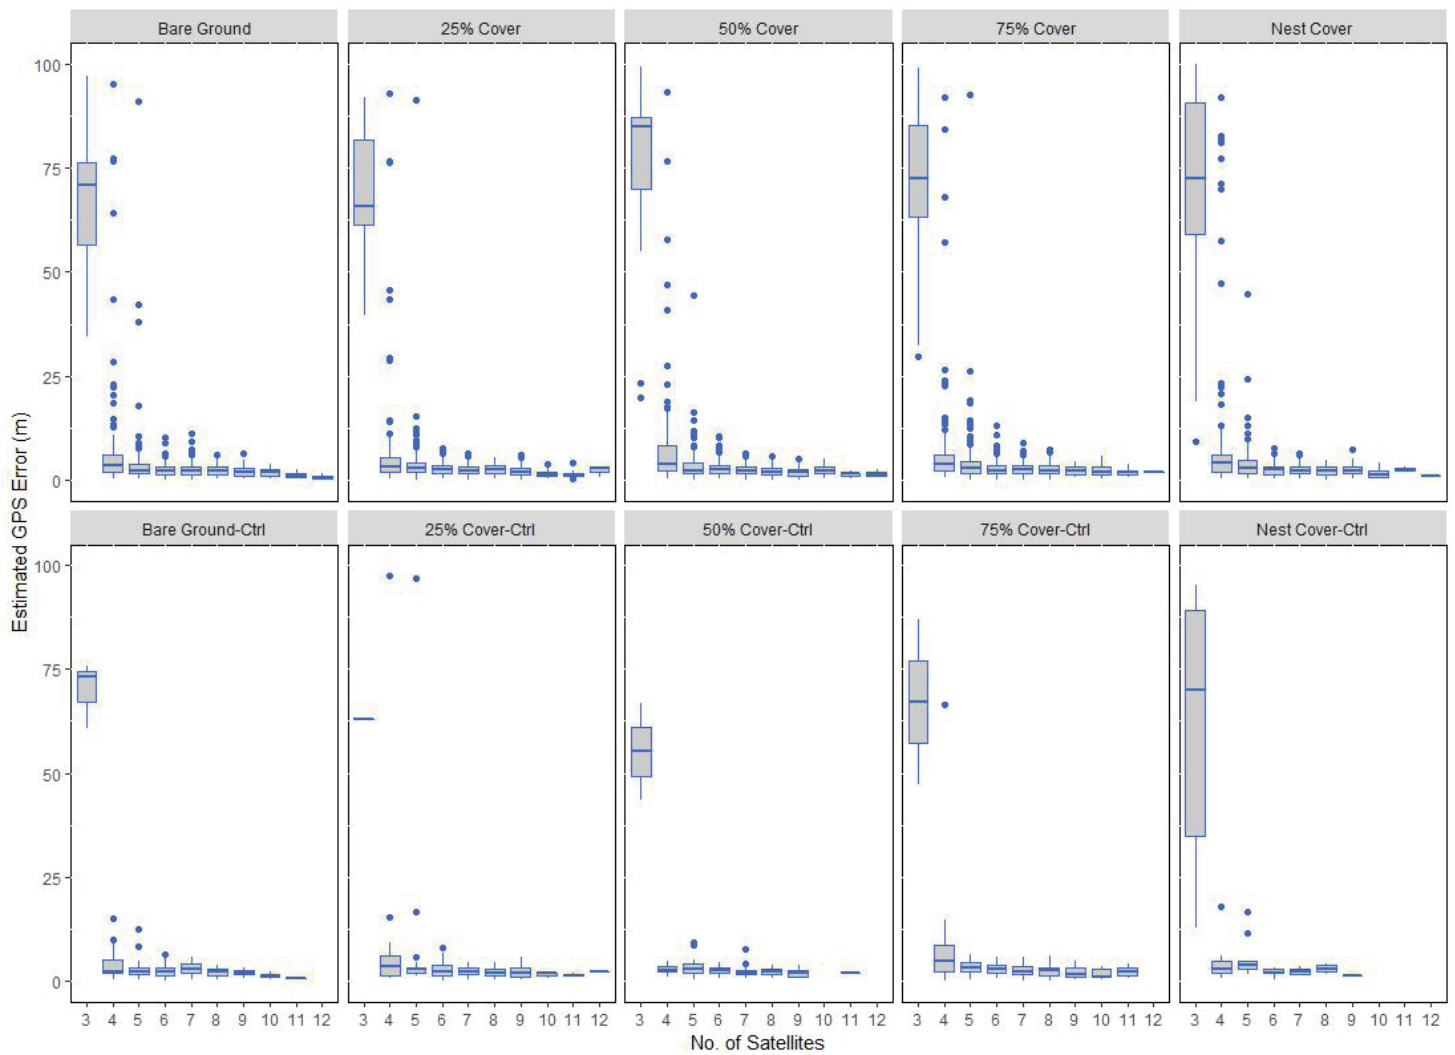 Bare Ground 25% Cover 50% Cover 75% Cover Nest Cover
100
75
50
25
0
Estimated GPS Error (m)
Bare Ground-Ctrl 25% Cover-Ctrl 50% Cover-Ctrl 75% Cover-Ctrl Nest Cover-Ctrl
100
75
50
25
0
3 4 5 6 7 8 9 10 11 12 3 4 5 6 7 8 9 10 11 12 3 4 5 6 7 8 9 10 11 12 3 4 5 6 7 8 9 10 11 12 3 4 5 6 7 8 9 10 11 12
No. of Satellites